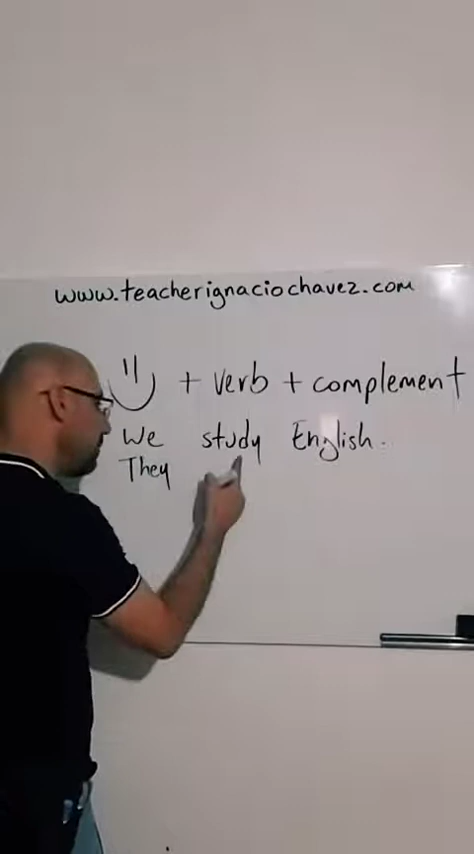 www.teacherignaciochavez.com
+ verb + complement
We study English.
They